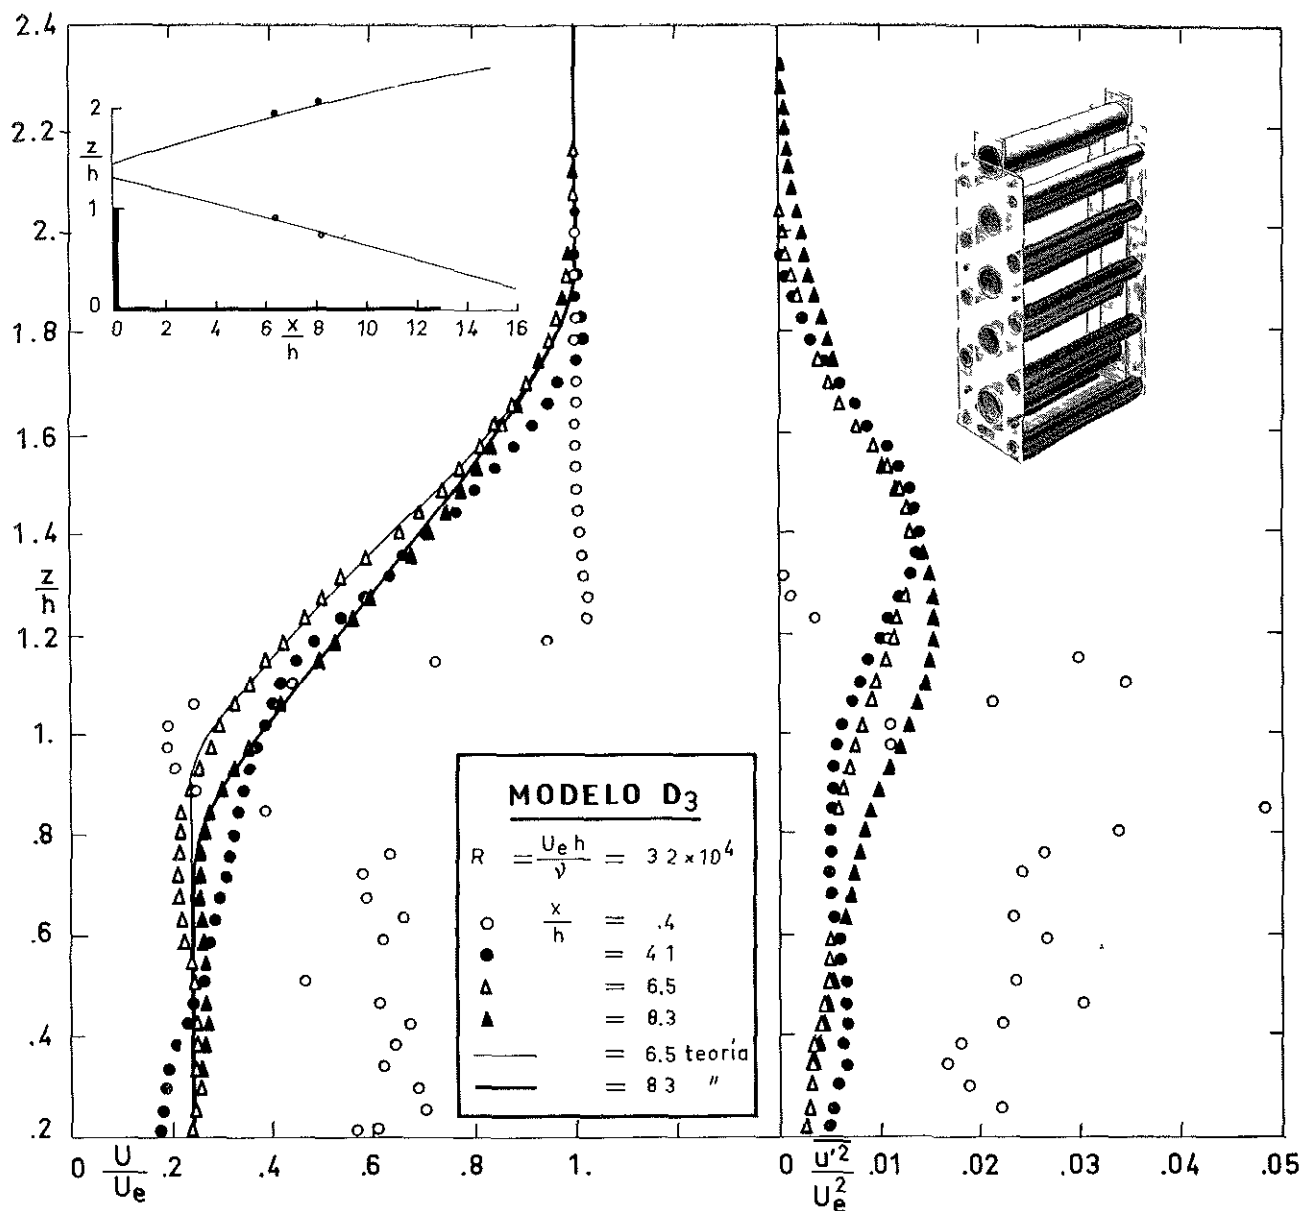 2.4
2.2
2.
1.8
1.6
1.4
z/h
1.2
1.
.8
.6
.4
.2
0 U/Ue .2 .4 .6 .8 1.
0 u'²/Ue² .01 .02 .03 .04 .05
2
z/h
1
0
0 2 4 6 x/h 8 10 12 14 16
MODELO D3
R = Ue h/ν = 3 2 × 10⁴
○ x/h = .4
● = 4 1
△ = 6.5
▲ = 8.3
= 6.5 teoría
= 8 3 "